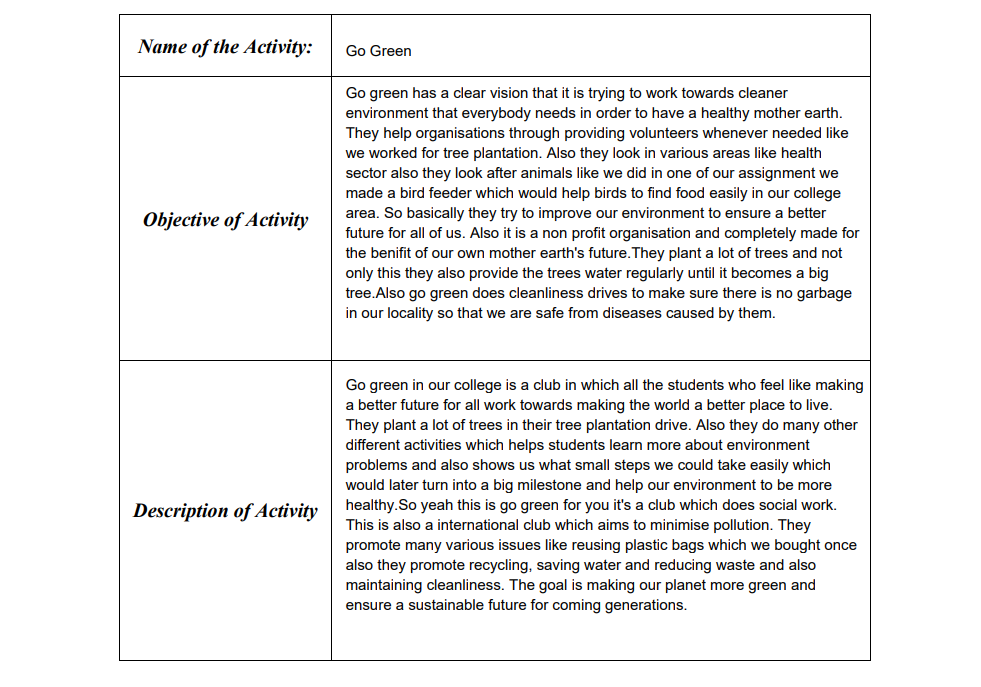 Name of the Activity:
Go Green
Objective of Activity
Go green has a clear vision that it is trying to work towards cleaner
environment that everybody needs in order to have a healthy mother earth.
They help organisations through providing volunteers whenever needed like
we worked for tree plantation. Also they look in various areas like health
sector also they look after animals like we did in one of our assignment we
made a bird feeder which would help birds to find food easily in our college
area. So basically they try to improve our environment to ensure a better
future for all of us. Also it is a non profit organisation and completely made for
the benifit of our own mother earth's future.They plant a lot of trees and not
only this they also provide the trees water regularly until it becomes a big
tree.Also go green does cleanliness drives to make sure there is no garbage
in our locality so that we are safe from diseases caused by them.
Description of Activity
Go green in our college is a club in which all the students who feel like making
a better future for all work towards making the world a better place to live.
They plant a lot of trees in their tree plantation drive. Also they do many other
different activities which helps students learn more about environment
problems and also shows us what small steps we could take easily which
would later turn into a big milestone and help our environment to be more
healthy.So yeah this is go green for you it's a club which does social work.
This is also a international club which aims to minimise pollution. They
promote many various issues like reusing plastic bags which we bought once
also they promote recycling, saving water and reducing waste and also
maintaining cleanliness. The goal is making our planet more green and
ensure a sustainable future for coming generations.